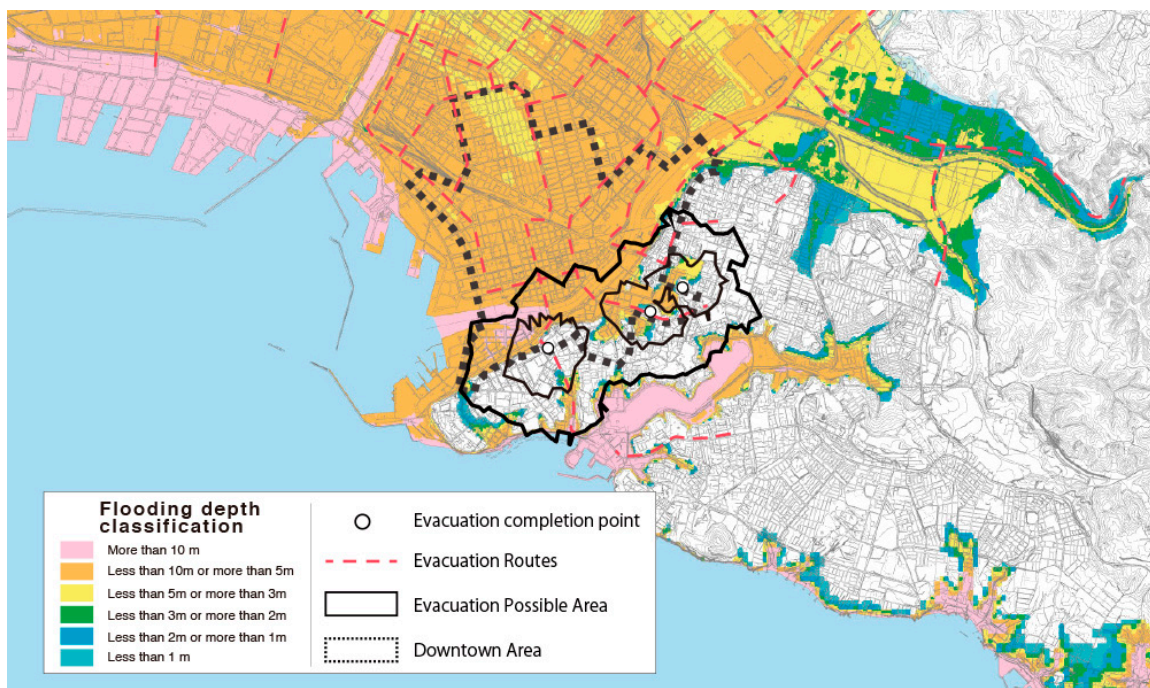 Flooding depth
classification
More than 10 m
Less than 10m or more than 5m
Less than 5m or more than 3m
Less than 3m or more than 2m
Less than 2m or more than 1m
Less than 1 m
Evacuation completion point
Evacuation Routes
Evacuation Possible Area
Downtown Area